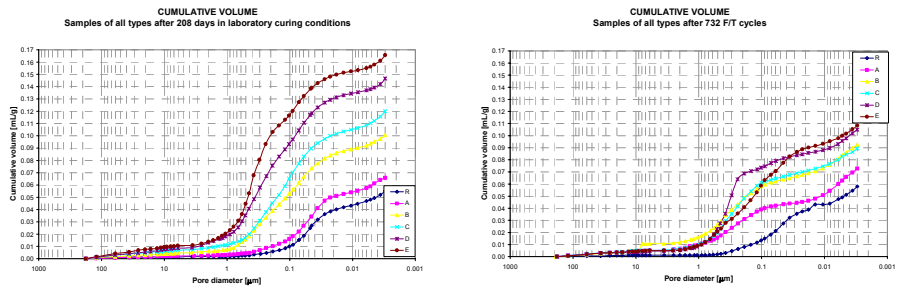 CUMULATIVE VOLUME
Samples of all types after 208 days in laboratory curing conditions
0.17
0.16
0.15
0.14
0.13
0.12
0.11
0.10
0.09
0.08
0.07
0.06
0.05
0.04
0.03
0.02
0.01
0.00
Cumulative volume [mL/g]
1000
100
10
1
0.1
0.01
0.001
Pore diameter [µm]
R
A
B
C
D
E
CUMULATIVE VOLUME
Samples of all types after 732 F/T cycles
0.17
0.16
0.15
0.14
0.13
0.12
0.11
0.10
0.09
0.08
0.07
0.06
0.05
0.04
0.03
0.02
0.01
0.00
Cumulative volume [mL/g]
1000
100
10
1
0.1
0.01
0.001
Pore diameter [µm]
R
A
B
C
D
E